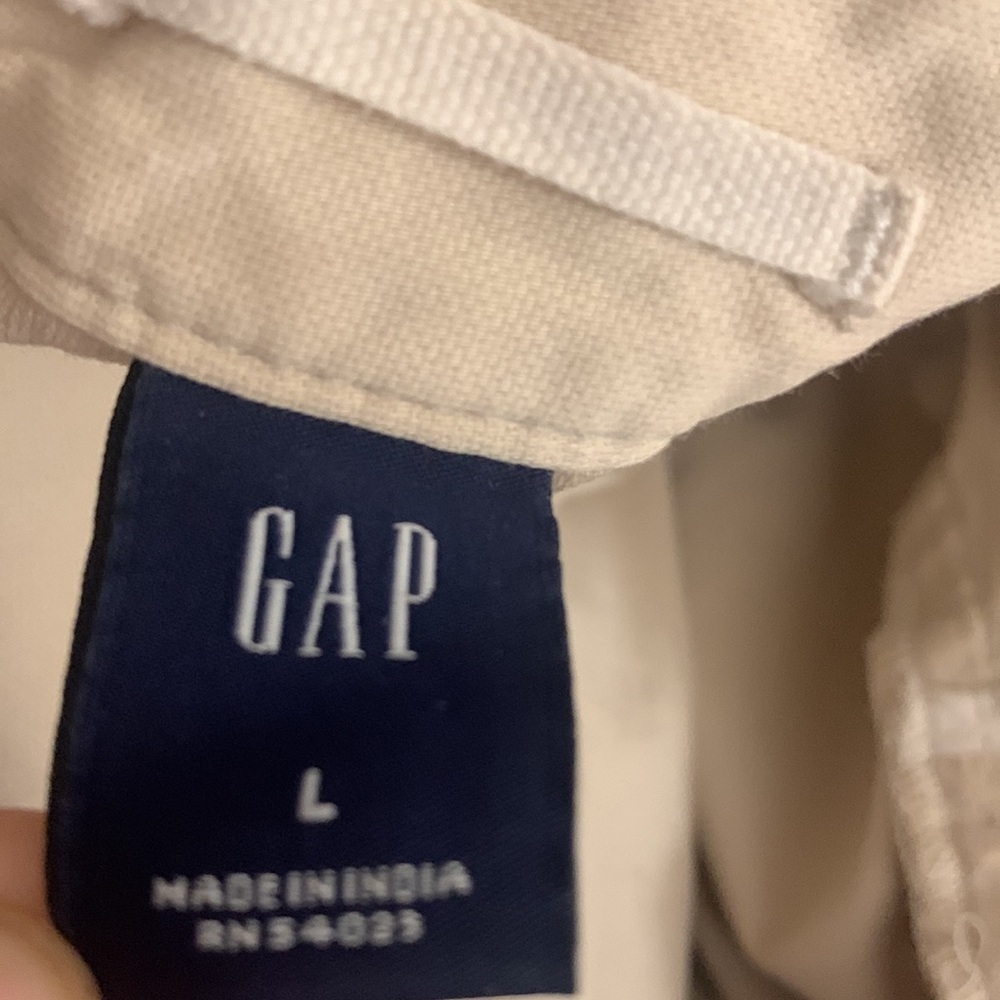 GAP
L
MADE IN INDIA
RN 54023